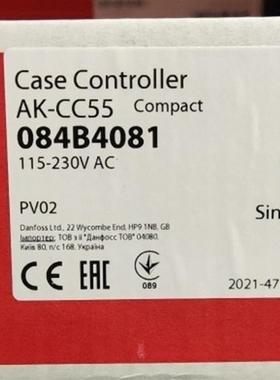 Case Controller
AK-CC55 Compact
084B4081
115-230V AC
PV02
Sin
Danfoss Ltd., 22 Wycombe End, HP9 1NB, GB
Імпортер: ТОВ з іі "Данфосс ТОВ" 04080,
Київ 80, п/с 168, Україна
CE EAC
089
2021-47